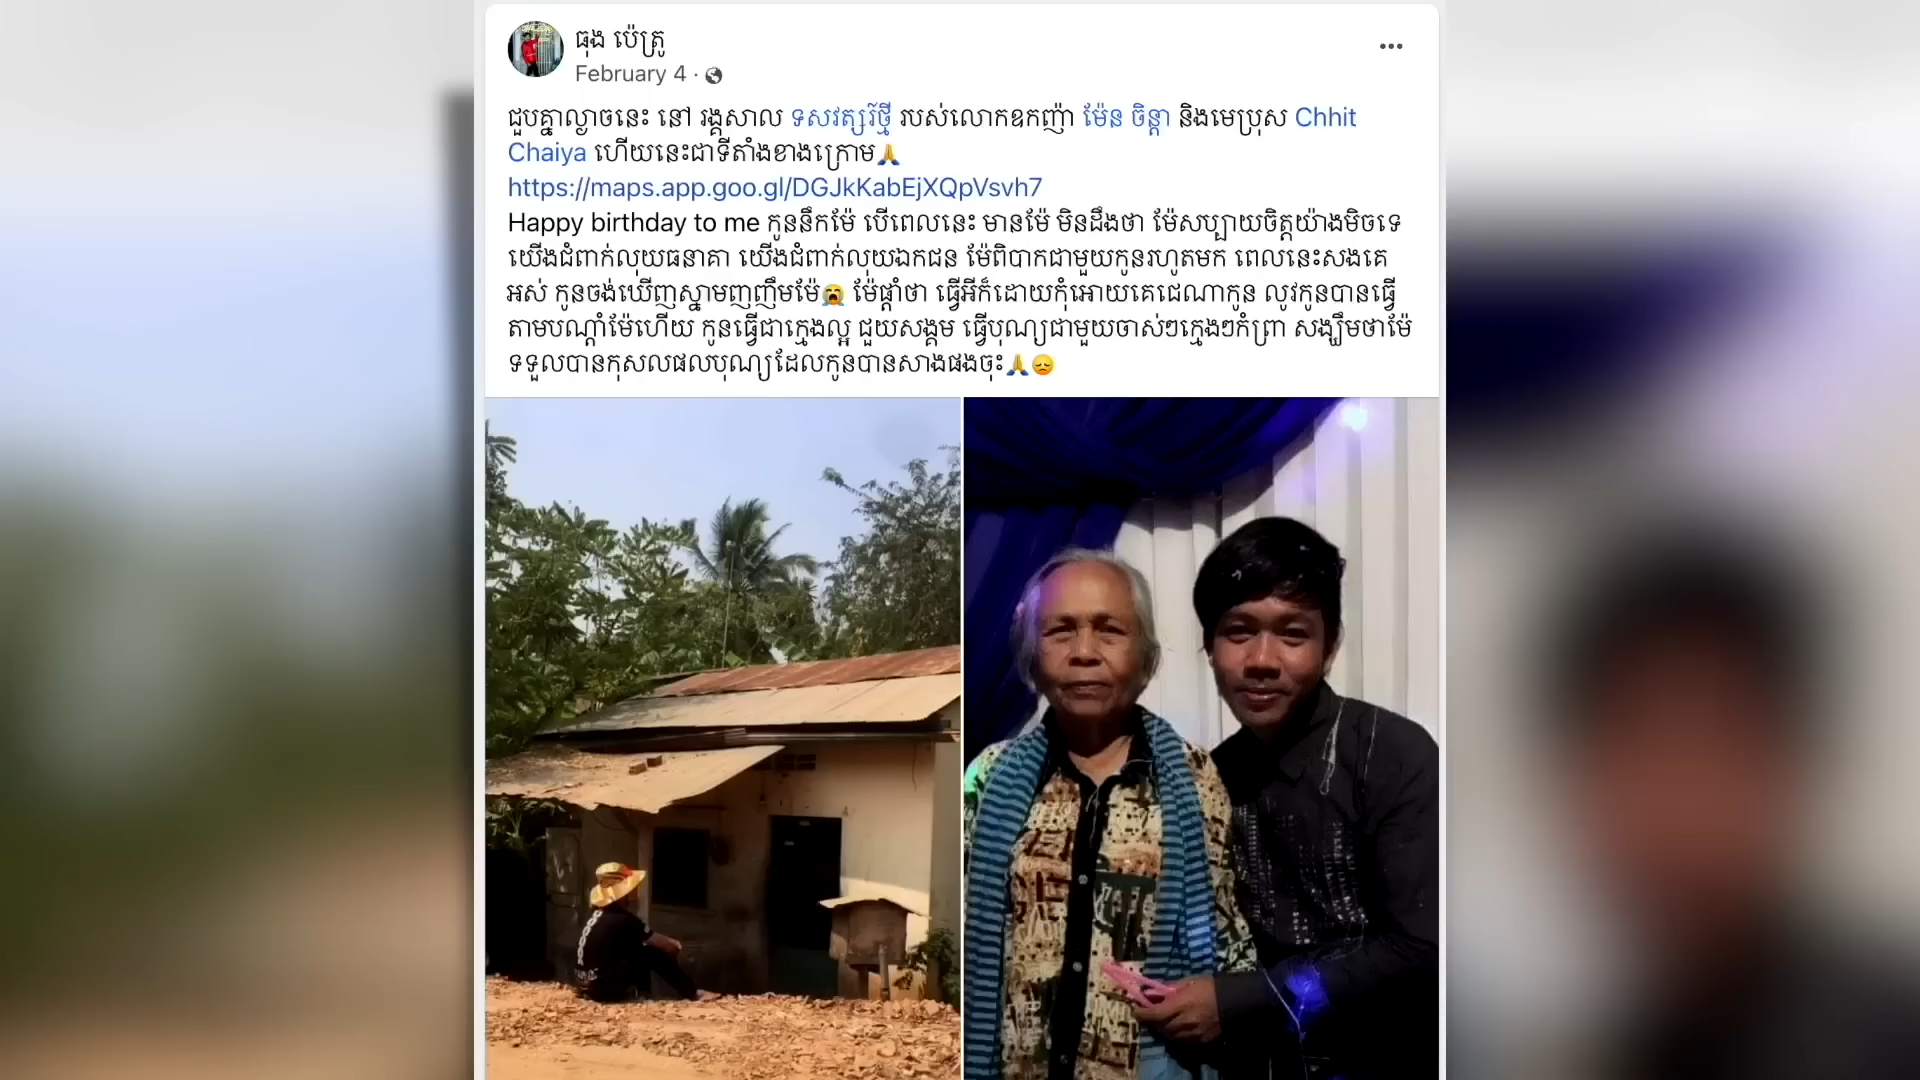 ធុង ប៉េត្រូ
February 4 ·
ជួបគ្នាល្ងាចនេះ នៅ រង្គសាល ទសវត្សរ៍ថ្មី របស់លោកឧកញ៉ា ម៉ែន ចិន្តា និងមេប្រុស Chhit
Chaiya ហើយនេះជាទីតាំងខាងក្រោម🙏
https://maps.app.goo.gl/DGJkKabEjXQpVsvh7
Happy birthday to me កូននឹកម៉ែ បើពេលនេះ មានម៉ែ មិនដឹងថា ម៉ែសប្បាយចិត្តយ៉ាងមិចទេ
យើងជំពាក់លុយធនាគា យើងជំពាក់លុយឯកជន ម៉ែពិបាកជាមួយកូនរហូតមក ពេលនេះសងគេ
អស់ កូនចង់ឃើញស្នាមញញឹមម៉ែ😭 ម៉ែផ្ដាំថា ធ្វើអីក៏ដោយកុំអោយគេជេណាកូន លូវកូនបានធ្វើ
តាមបណ្ដាំម៉ែហើយ កូនធ្វើជាក្មេងល្អ ជួយសង្គម ធ្វើបុណ្យជាមួយចាស់ៗក្មេងៗកំព្រា សង្ឃឹមថាម៉ែ
ទទួលបានកុសលផលបុណ្យដែលកូនបានសាងផងចុះ🙏😞